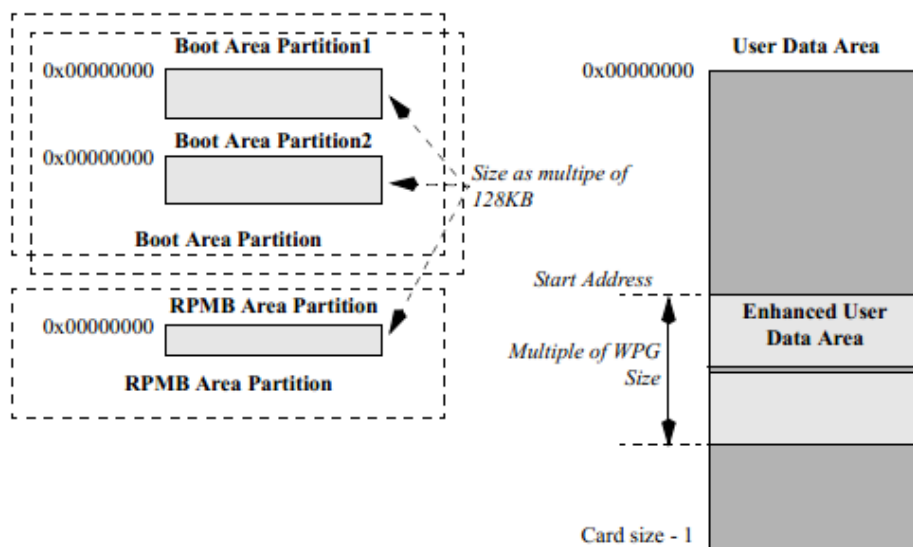 Boot Area Partition1
0x00000000
Boot Area Partition2
0x00000000
Size as multipe of
128KB
Boot Area Partition
RPMB Area Partition
0x00000000
RPMB Area Partition
User Data Area
0x00000000
Start Address
Enhanced User
Data Area
Multiple of WPG
Size
Card size - 1